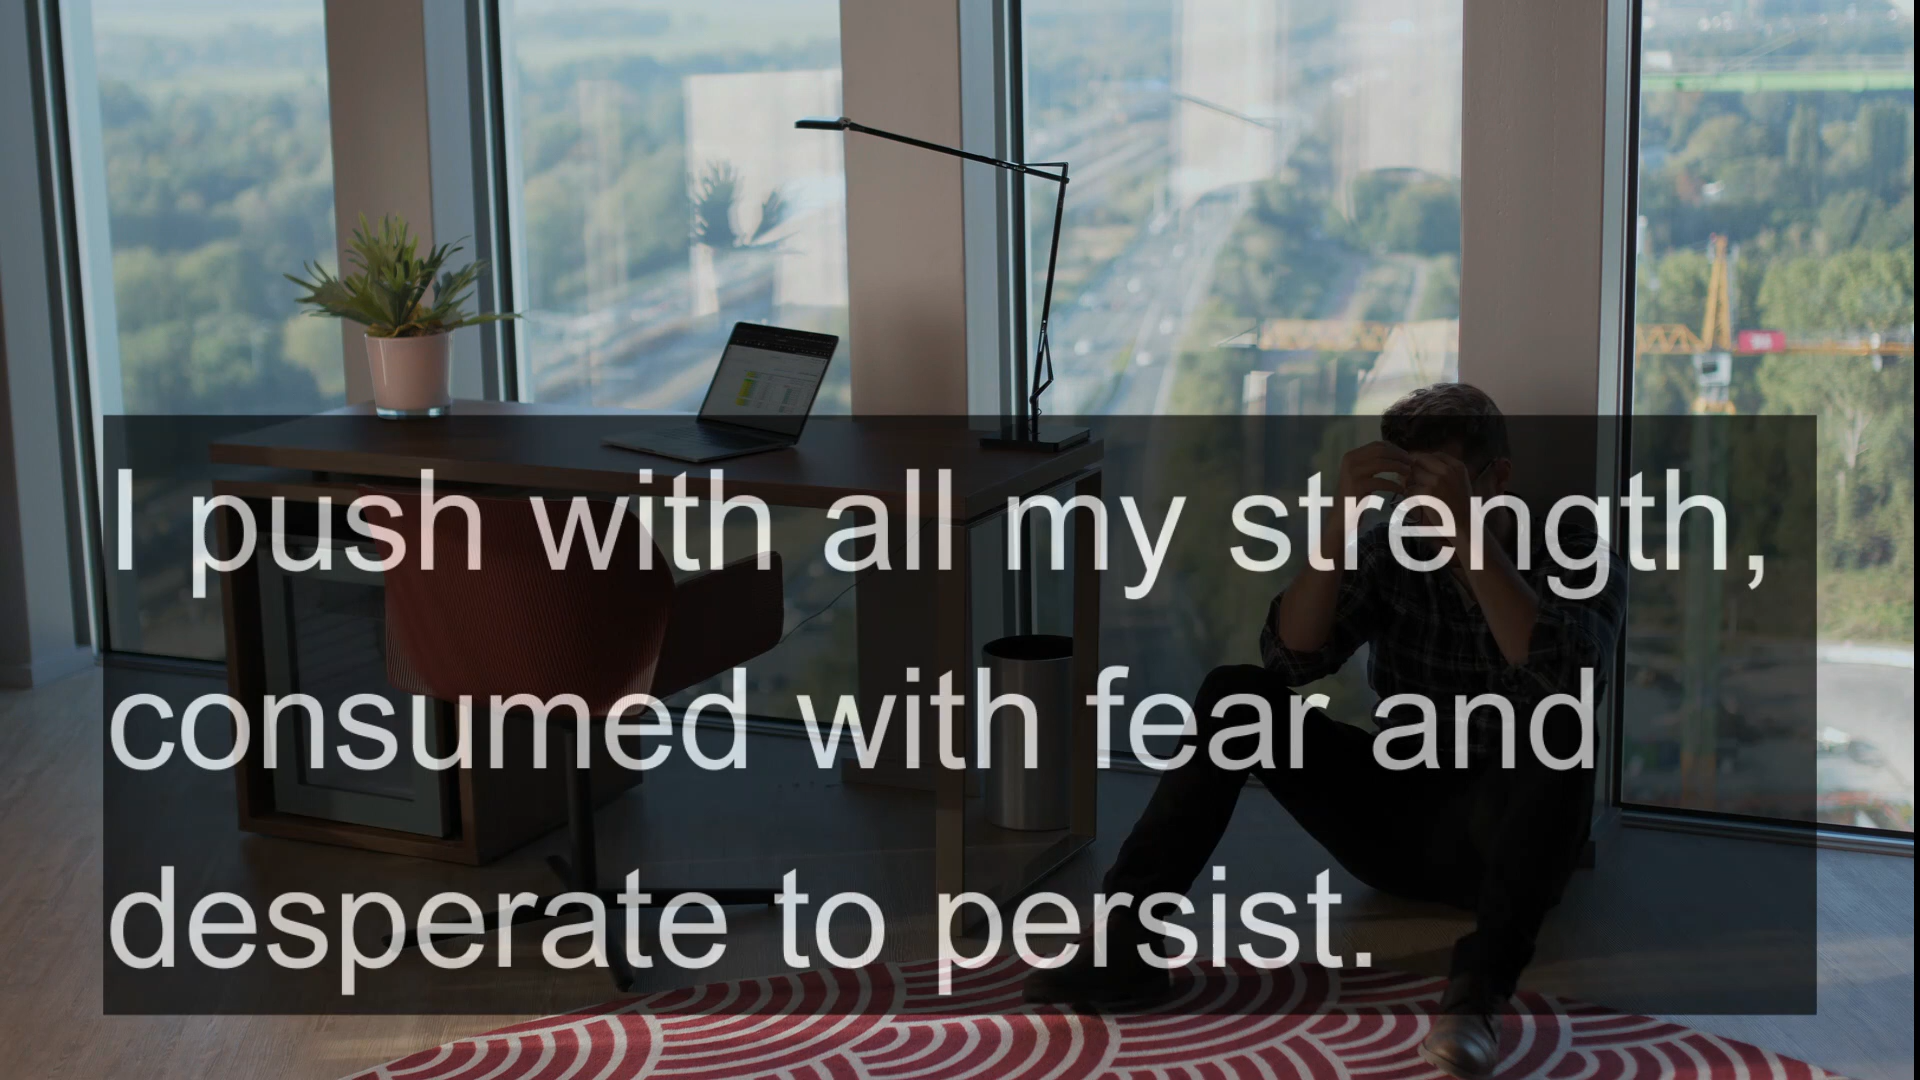 I push with all my strength,
consumed with fear and
desperate to persist.